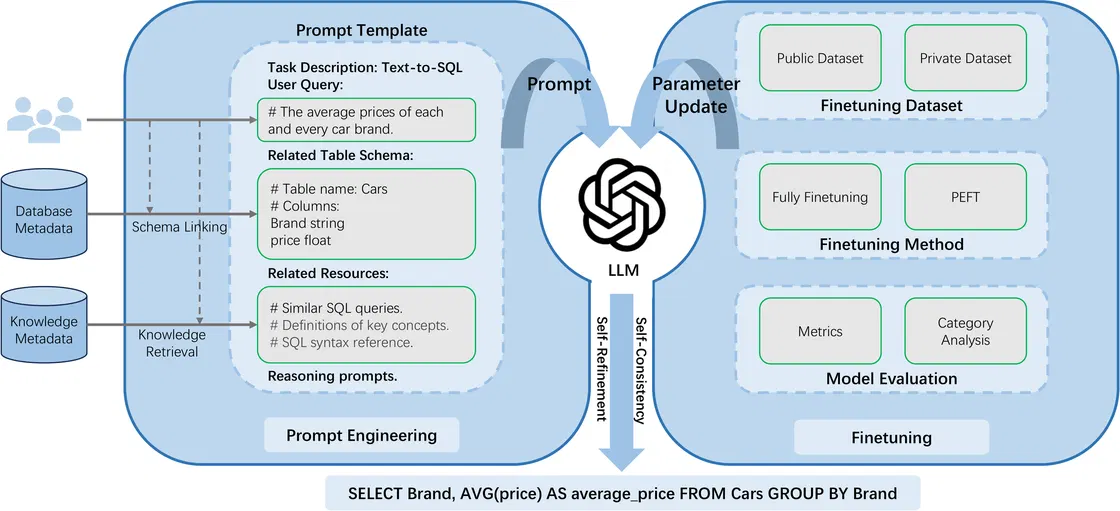 Prompt Template
Task Description: Text-to-SQL
User Query:
# The average prices of each
and every car brand.
Related Table Schema:
# Table name: Cars
# Columns:
Brand string
price float
Related Resources:
# Similar SQL queries.
# Definitions of key concepts.
# SQL syntax reference.
Reasoning prompts.
Prompt Engineering
Database
Metadata
Knowledge
Metadata
Schema Linking
Knowledge
Retrieval
Prompt
Parameter
Update
LLM
Self-Refinement
Self-Consistency
Public Dataset
Private Dataset
Finetuning Dataset
Fully Finetuning
PEFT
Finetuning Method
Metrics
Category
Analysis
Model Evaluation
Finetuning
SELECT Brand, AVG(price) AS average_price FROM Cars GROUP BY Brand